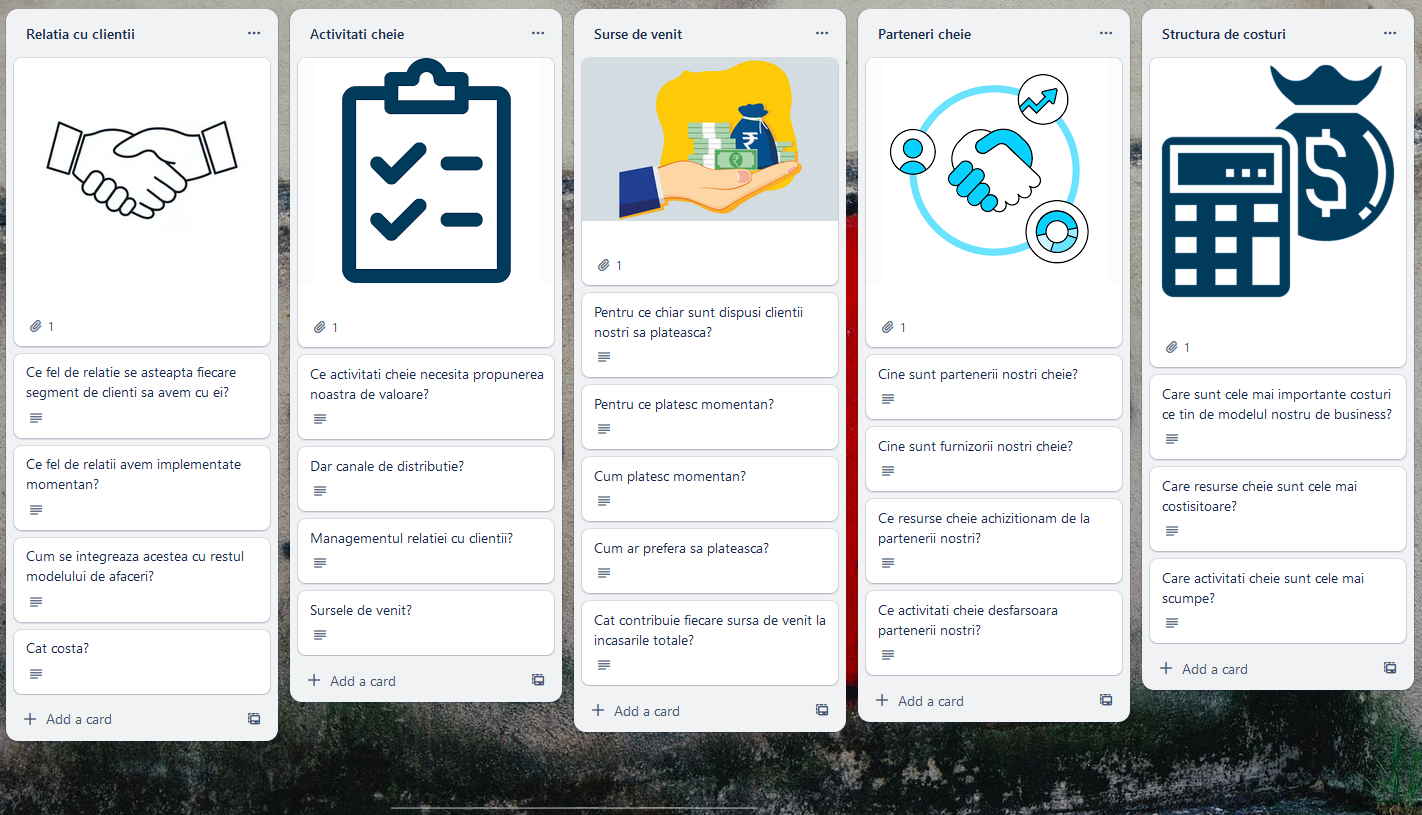 Relatia cu clientii
1
Ce fel de relatie se asteapta fiecare
segment de clienti sa avem cu ei?
Ce fel de relatii avem implementate
momentan?
Cum se integreaza acestea cu restul
modelului de afaceri?
Cat costa?
Add a card
Activitati cheie
1
Ce activitati cheie necesita propunerea
noastra de valoare?
Dar canale de distributie?
Managementul relatiei cu clientii?
Sursele de venit?
Add a card
Surse de venit
₹
₹
1
Pentru ce chiar sunt dispusi clientii
nostri sa plateasca?
Pentru ce platesc momentan?
Cum platesc momentan?
Cum ar prefera sa plateasca?
Cat contribuie fiecare sursa de venit la
incasarile totale?
Add a card
Parteneri cheie
1
Cine sunt partenerii nostri cheie?
Cine sunt furnizorii nostri cheie?
Ce resurse cheie achizitionam de la
partenerii nostri?
Ce activitati cheie desfarsoara
partenerii nostri?
Add a card
Structura de costuri
$
1
Care sunt cele mai importante costuri
ce tin de modelul nostru de business?
Care resurse cheie sunt cele mai
costisitoare?
Care activitati cheie sunt cele mai
scumpe?
Add a card